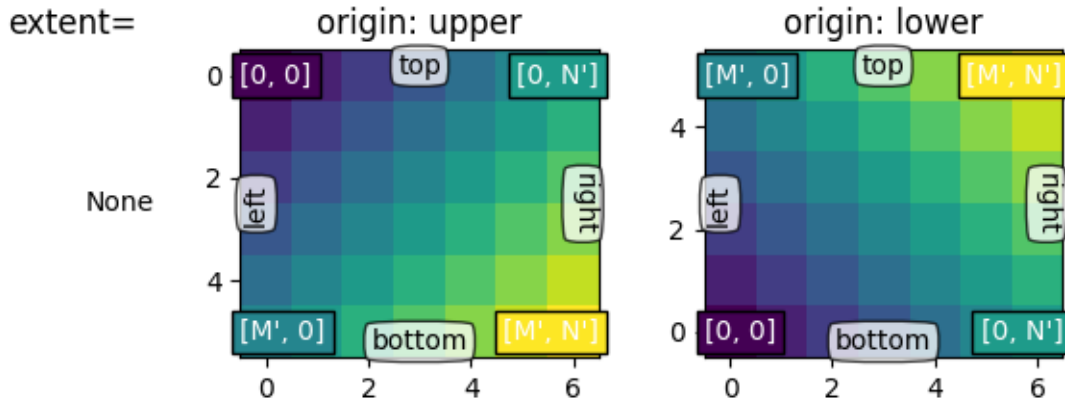 extent=
origin: upper
origin: lower
None
0
2
4
[0, 0]
top
[0, N']
left
right
[M', 0]
bottom
[M', N']
0
2
4
6
4
2
0
[M', 0]
top
[M', N']
left
right
[0, 0]
bottom
[0, N']
0
2
4
6